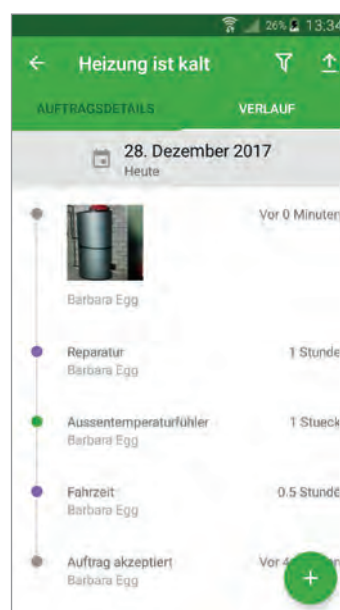 26% 13:34
Heizung ist kalt
AUFTRAGSDETAILS VERLAUF
28. Dezember 2017
Heute
Vor 0 Minuten
Barbara Egg
Reparatur 1 Stunde
Barbara Egg
Aussentemperaturfühler 1 Stueck
Barbara Egg
Fahrzeit 0.5 Stunde
Barbara Egg
Auftrag akzeptiert Vor
Barbara Egg